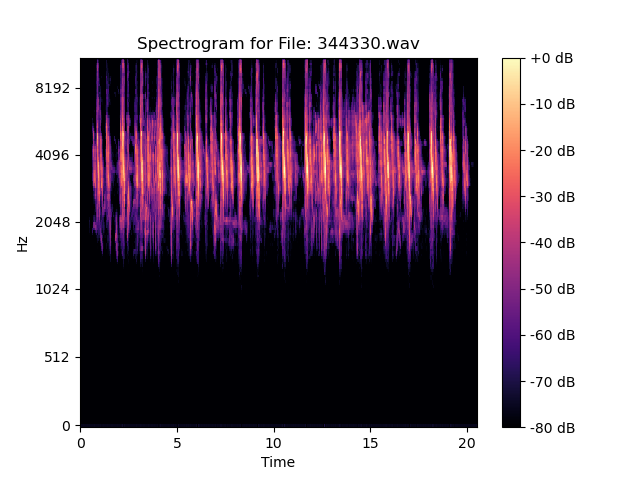 Spectrogram for File: 344330.wav
Hz
8192
4096
2048
1024
512
0
0 5 10 15 20
Time
+0 dB
-10 dB
-20 dB
-30 dB
-40 dB
-50 dB
-60 dB
-70 dB
-80 dB